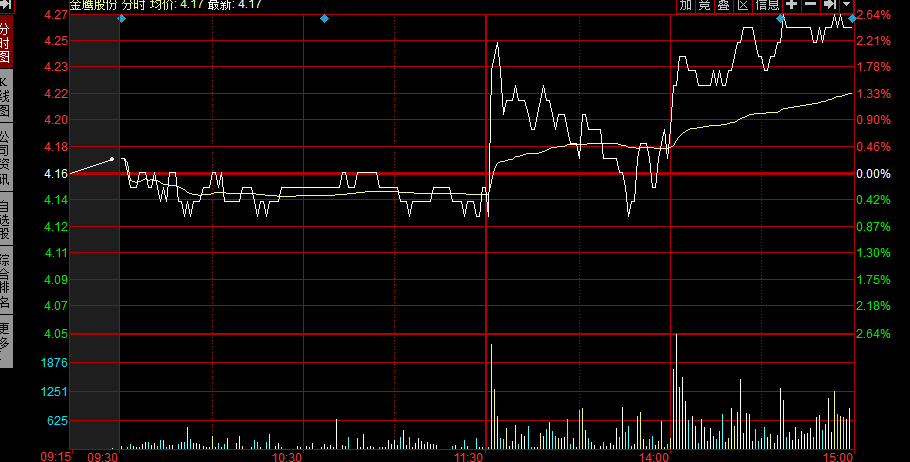 金鹰股份 分时 均价: 4.17 最新: 4.17
加 竞 叠 区 信息
分时图
K线图
公司资讯
自选股
综合排名
更多
4.27 2.64%
4.25 2.21%
4.23 1.78%
4.22 1.33%
4.20 0.90%
4.18 0.46%
4.16 0.00%
4.14 0.42%
4.12 0.87%
4.11 1.30%
4.09 1.75%
4.07 2.18%
4.05 2.64%
1876
1251
625
09:15 09:30 10:30 11:30 14:00 15:00